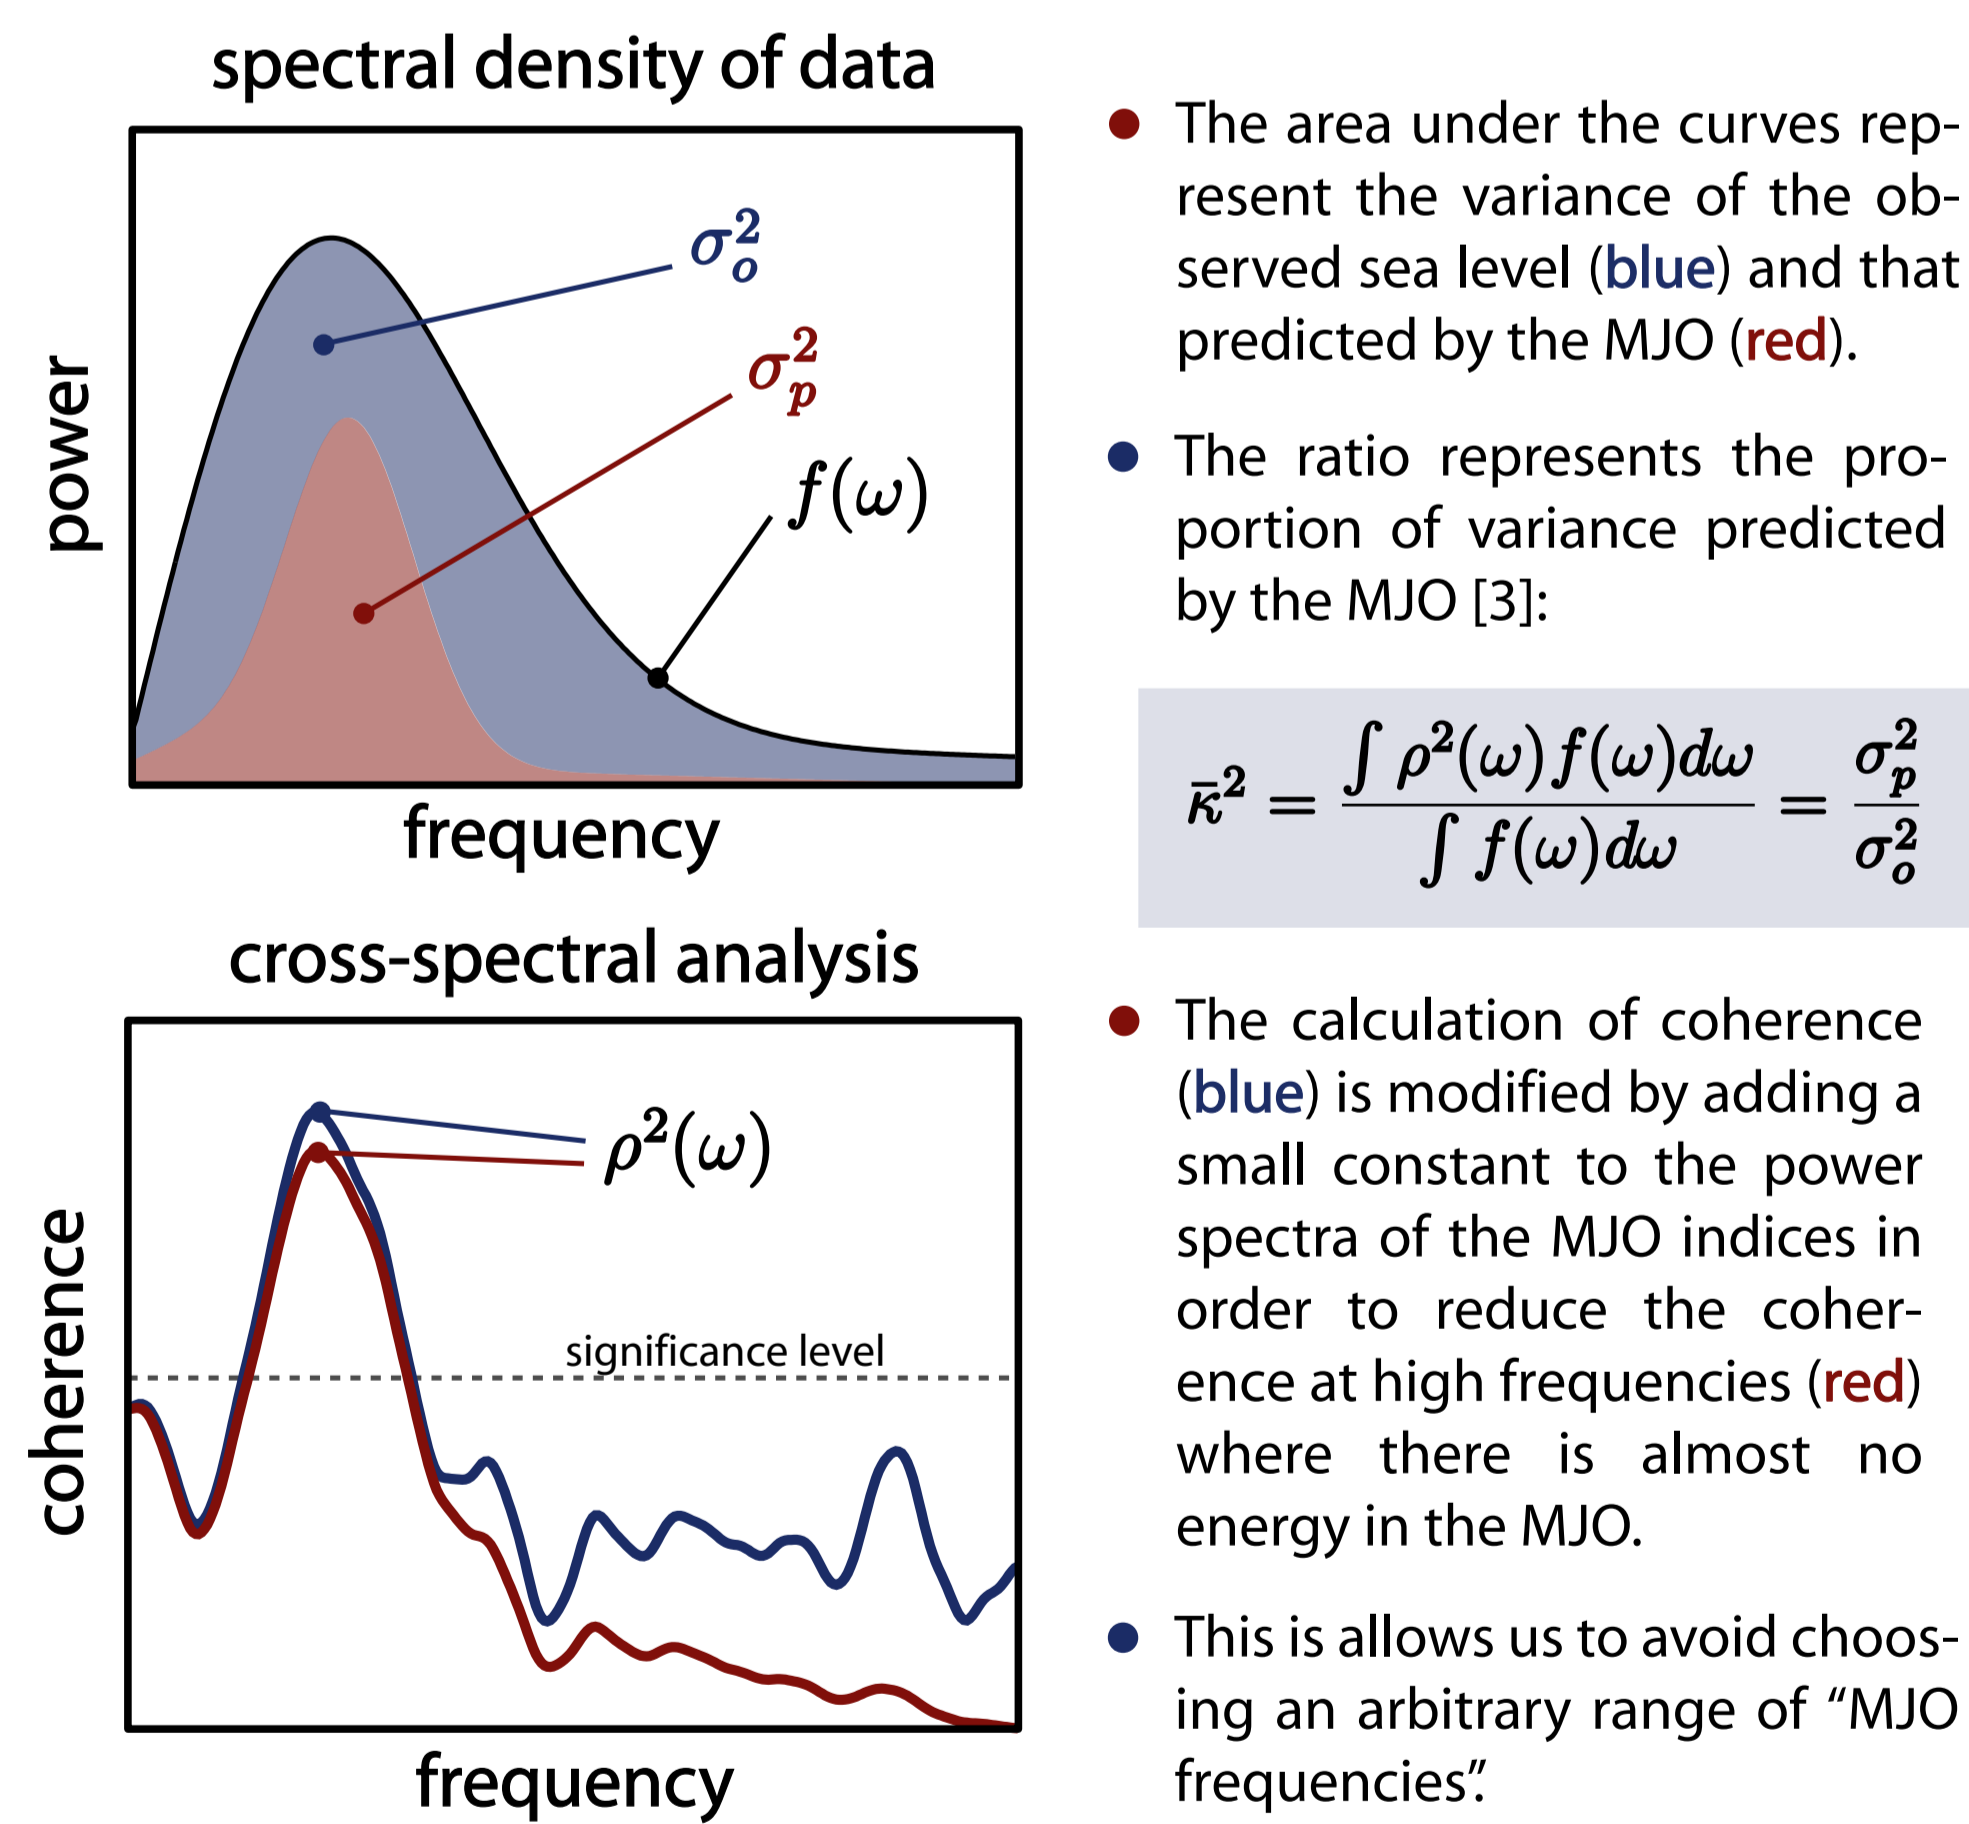 spectral density of data
σ²ₒ
σ²ₚ
f(ω)
power
frequency
cross-spectral analysis
ρ²(ω)
significance level
coherence
frequency
● The area under the curves rep-
resent the variance of the ob-
served sea level (blue) and that
predicted by the MJO (red).
● The ratio represents the pro-
portion of variance predicted
by the MJO [3]:
κ̄² = ∫ ρ²(ω)f(ω)dω / ∫ f(ω)dω = σ²ₚ / σ²ₒ
● The calculation of coherence
(blue) is modified by adding a
small constant to the power
spectra of the MJO indices in
order to reduce the coher-
ence at high frequencies (red)
where there is almost no
energy in the MJO.
● This is allows us to avoid choos-
ing an arbitrary range of “MJO
frequencies”.